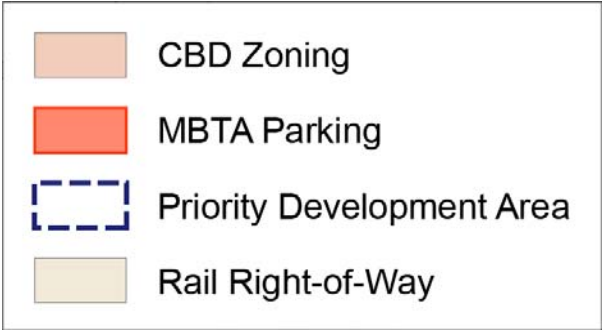 CBD Zoning
MBTA Parking
Priority Development Area
Rail Right-of-Way